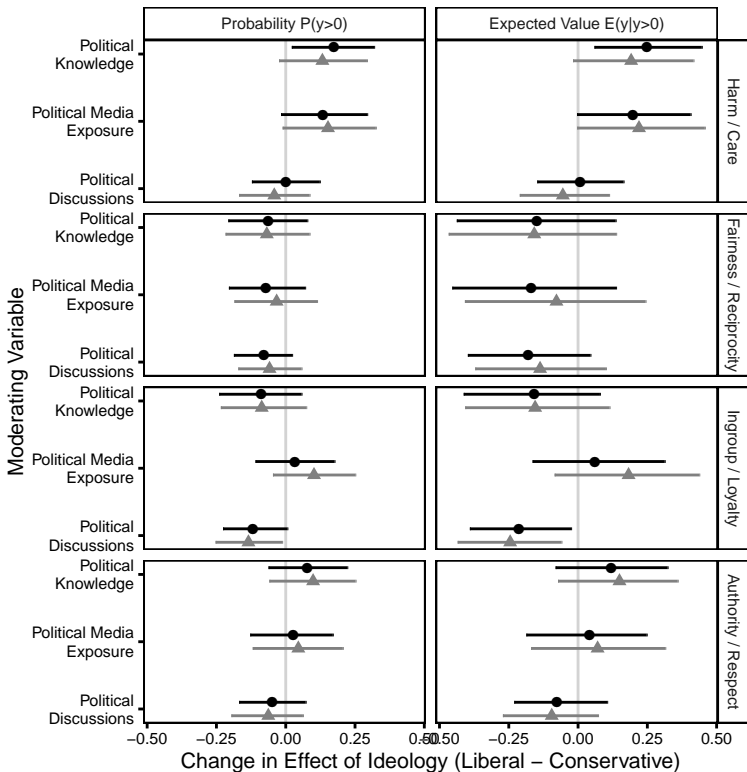 Probability P(y>0)
Expected Value E(y|y>0)
Moderating Variable
Political
Knowledge
Political Media
Exposure
Political
Discussions
Harm / Care
Political
Knowledge
Political Media
Exposure
Political
Discussions
Fairness / Reciprocity
Political
Knowledge
Political Media
Exposure
Political
Discussions
Ingroup / Loyalty
Political
Knowledge
Political Media
Exposure
Political
Discussions
Authority / Respect
−0.50 −0.25 0.00 0.25 0.50
−0.50 −0.25 0.00 0.25 0.50
Change in Effect of Ideology (Liberal − Conservative)